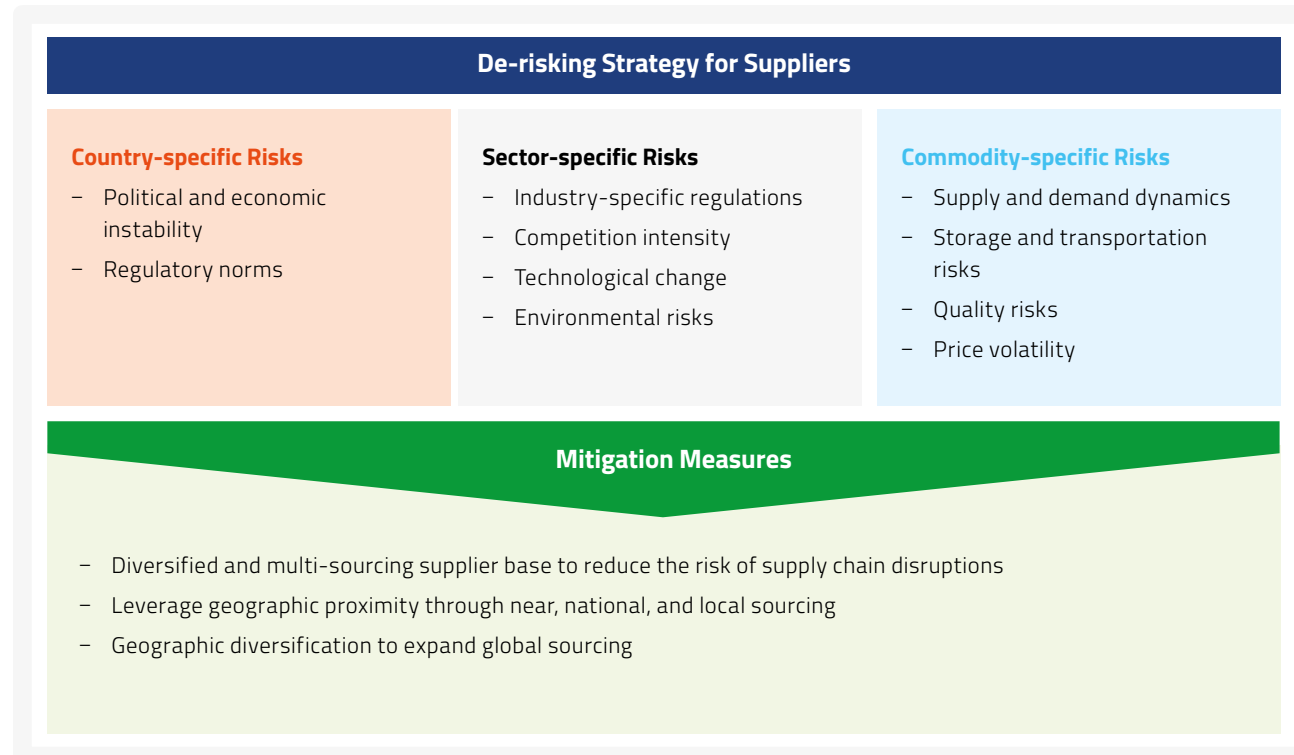 De-risking Strategy for Suppliers
Country-specific Risks
– Political and economic
instability
– Regulatory norms
Sector-specific Risks
– Industry-specific regulations
– Competition intensity
– Technological change
– Environmental risks
Commodity-specific Risks
– Supply and demand dynamics
– Storage and transportation
risks
– Quality risks
– Price volatility
Mitigation Measures
– Diversified and multi-sourcing supplier base to reduce the risk of supply chain disruptions
– Leverage geographic proximity through near, national, and local sourcing
– Geographic diversification to expand global sourcing